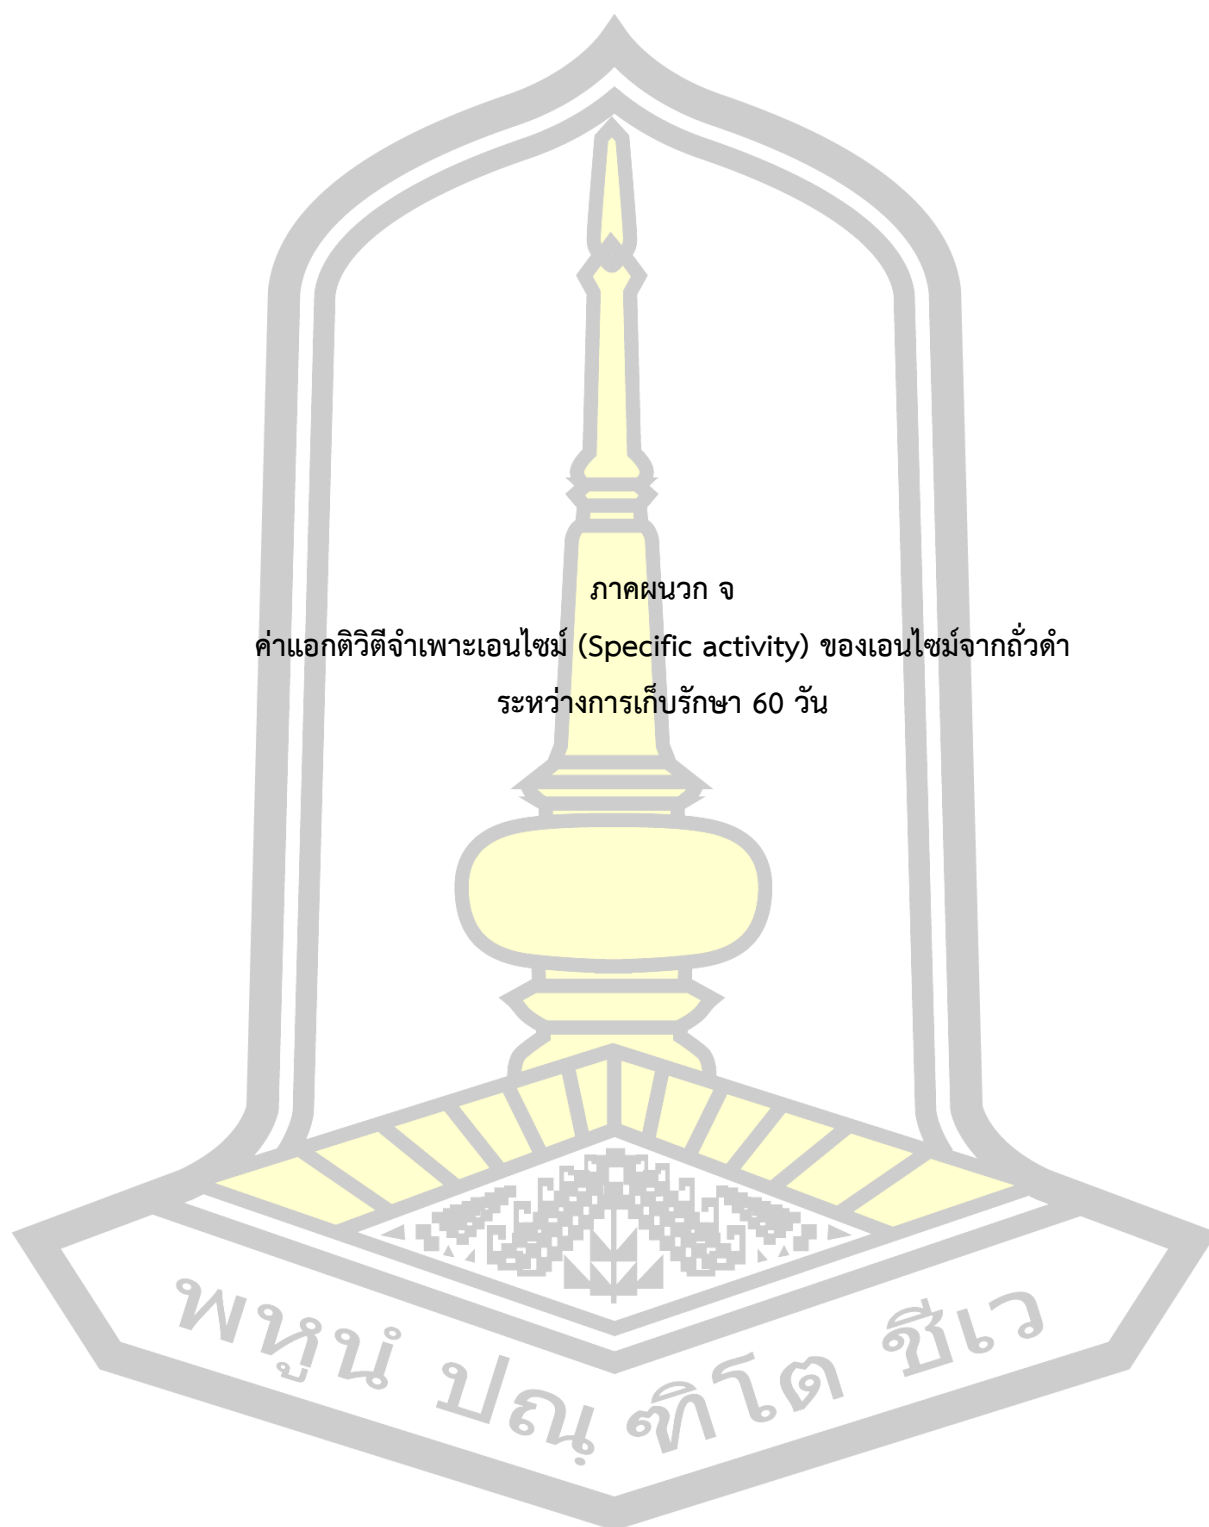 ภาคผนวก จ
ค่าแอกติวิตีจำเพาะเอนไซม์ (Specific activity) ของเอนไซม์จากถั่วดำ
ระหว่างการเก็บรักษา 60 วัน
พหูนํ ปณฺฑิโต ชีเว